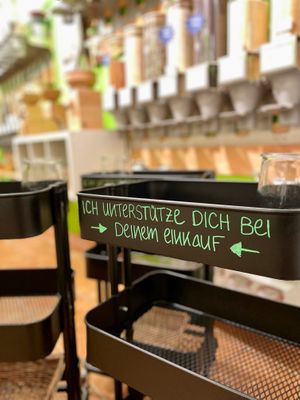 ICH UNTERSTÜTZE DICH BEI
→ DEINEM EINKAUF ←